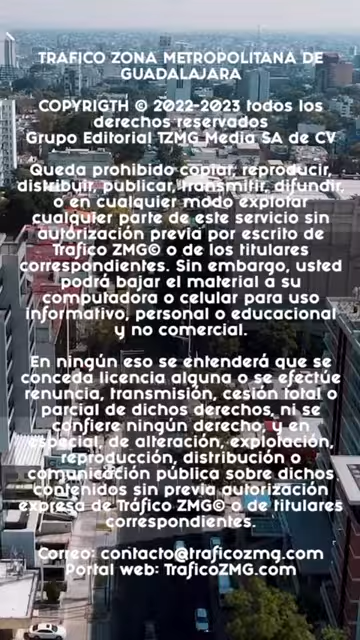 TRAFICO ZONA METROPOLITANA DE
GUADALAJARA
COPYRIGTH © 2022-2023 todos los
derechos reservados
Grupo Editorial TZMG Media SA de CV
Queda prohibido copiar, reproducir,
distribuir, publicar, transmitir, difundir,
o en cualquier modo explotar
cualquier parte de este servicio sin
autorización previa por escrito de
Tráfico ZMG© o de los titulares
correspondientes. Sin embargo, usted
podrá bajar el material a su
computadora o celular para uso
informativo, personal o educacional
y no comercial.
En ningún eso se entenderá que se
conceda licencia alguna o se efectúe
renuncia, transmisión, cesión total o
parcial de dichos derechos, ni se
confiere ningún derecho, y en
especial, de alteración, explotación,
reproducción, distribución o
comunicación pública sobre dichos
contenidos sin previa autorización
expresa de Tráfico ZMG© o de titulares
correspondientes.
Correo: contacto@traficozmg.com
Portal web: TraficoZMG.com